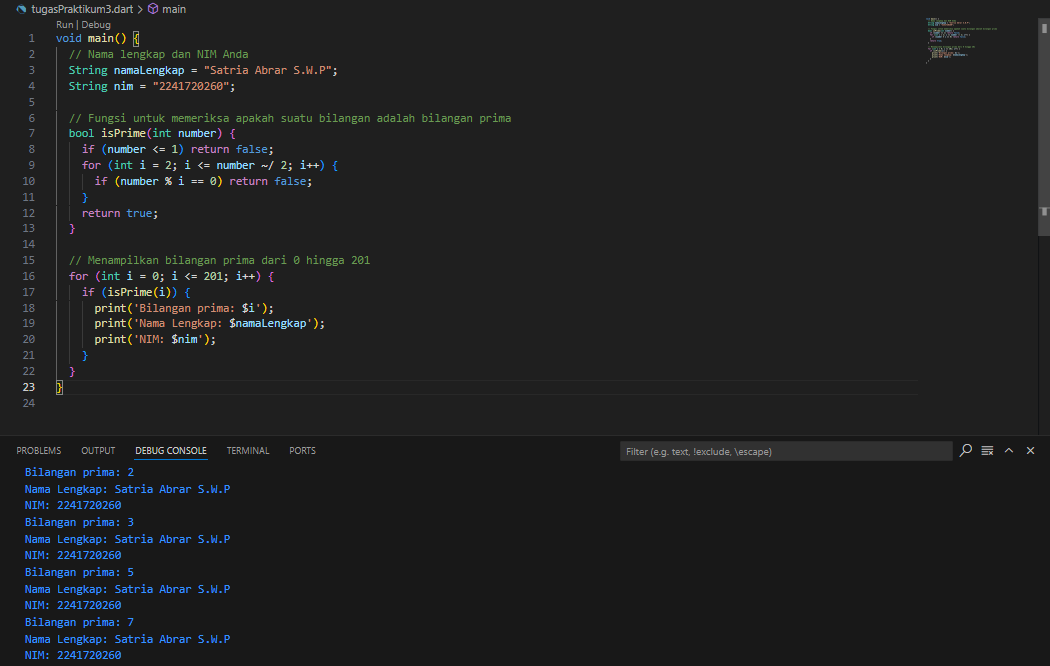 tugasPraktikum3.dart > main
Run | Debug
1 void main() {
2 // Nama lengkap dan NIM Anda
3 String namaLengkap = "Satria Abrar S.W.P";
4 String nim = "2241720260";
5
6 // Fungsi untuk memeriksa apakah suatu bilangan adalah bilangan prima
7 bool isPrime(int number) {
8 if (number <= 1) return false;
9 for (int i = 2; i <= number ~/ 2; i++) {
10 if (number % i == 0) return false;
11 }
12 return true;
13 }
14
15 // Menampilkan bilangan prima dari 0 hingga 201
16 for (int i = 0; i <= 201; i++) {
17 if (isPrime(i)) {
18 print('Bilangan prima: $i');
19 print('Nama Lengkap: $namaLengkap');
20 print('NIM: $nim');
21 }
22 }
23 }
24
PROBLEMS OUTPUT DEBUG CONSOLE TERMINAL PORTS Filter (e.g. text, !exclude, \escape)
Bilangan prima: 2
Nama Lengkap: Satria Abrar S.W.P
NIM: 2241720260
Bilangan prima: 3
Nama Lengkap: Satria Abrar S.W.P
NIM: 2241720260
Bilangan prima: 5
Nama Lengkap: Satria Abrar S.W.P
NIM: 2241720260
Bilangan prima: 7
Nama Lengkap: Satria Abrar S.W.P
NIM: 2241720260